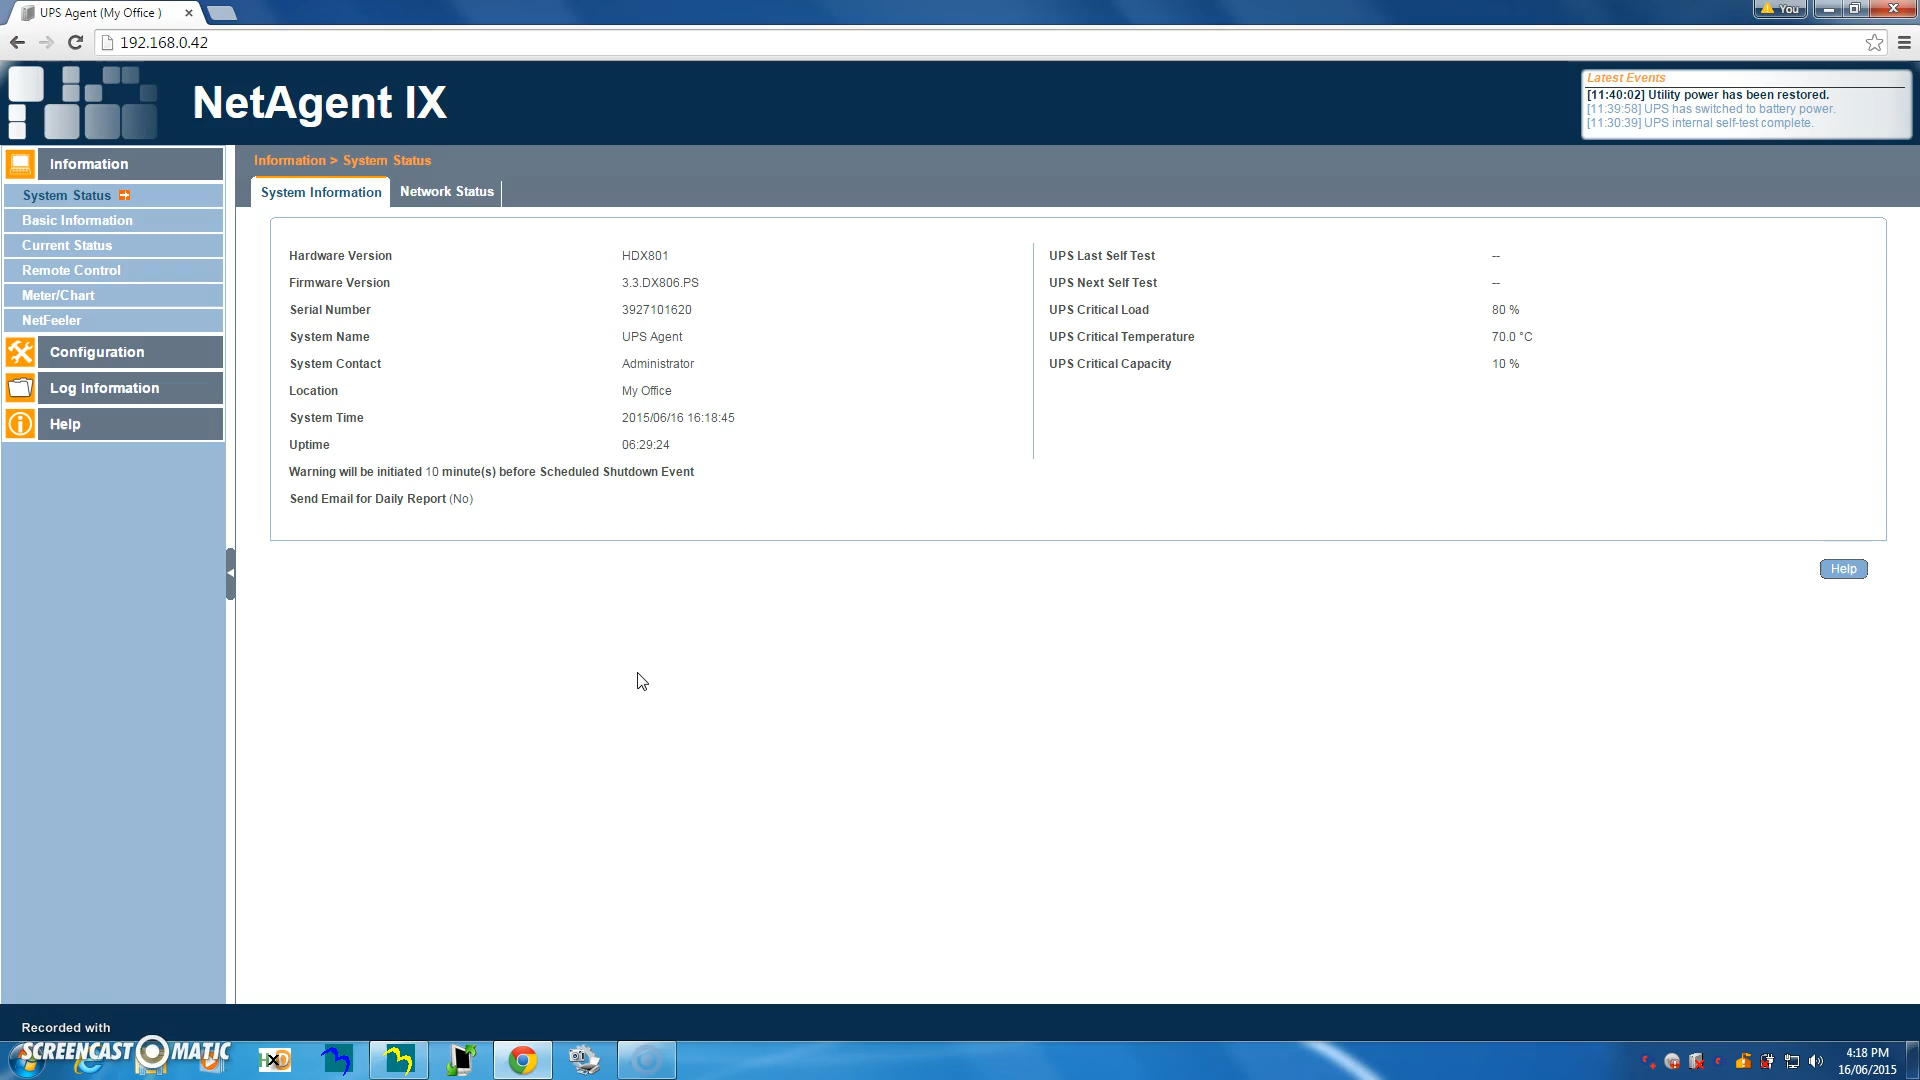 UPS Agent (My Office )
You
192.168.0.42
NetAgent IX
Latest Events
[11:40:02] Utility power has been restored.
[11:39:58] UPS has switched to battery power.
[11:30:39] UPS internal self-test complete.
Information
System Status
Basic Information
Current Status
Remote Control
Meter/Chart
NetFeeler
Configuration
Log Information
Help
Information > System Status
System Information
Network Status
Hardware Version HDX801
Firmware Version 3.3.DX806.PS
Serial Number 3927101620
System Name UPS Agent
System Contact Administrator
Location My Office
System Time 2015/06/16 16:18:45
Uptime 06:29:24
Warning will be initiated 10 minute(s) before Scheduled Shutdown Event
Send Email for Daily Report (No)
UPS Last Self Test --
UPS Next Self Test --
UPS Critical Load 80 %
UPS Critical Temperature 70.0 °C
UPS Critical Capacity 10 %
Help
Recorded with
SCREENCAST MATIC
HxD
4:18 PM
16/06/2015